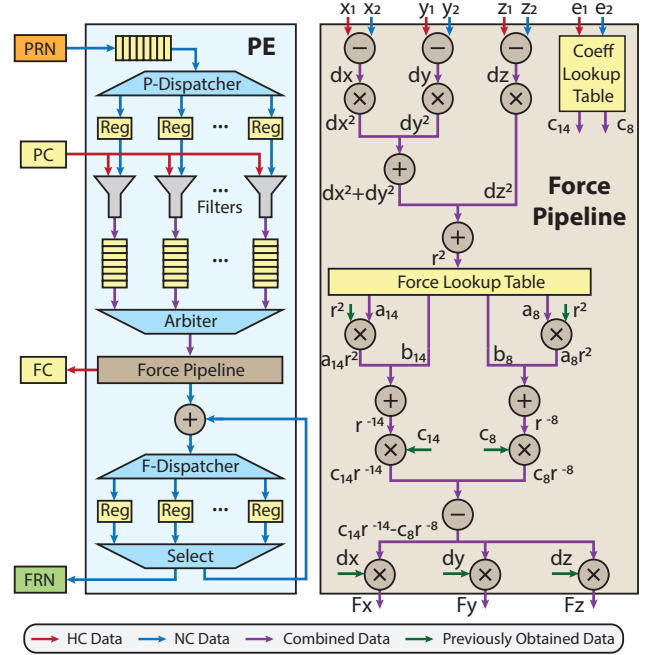 PRN
PE
P-Dispatcher
Reg Reg ... Reg
PC
...
Filters
...
Arbiter
FC
Force Pipeline
+
F-Dispatcher
Reg Reg ... Reg
Select
FRN
x₁ x₂ y₁ y₂ z₁ z₂ e₁ e₂
− − −
Coeff
Lookup
Table
dx dy dz
× × ×
c₁₄ c₈
dx² dy²
+
dx²+dy² dz²
Force
Pipeline
+
r²
Force Lookup Table
r² a₁₄ a₈ r²
× ×
a₁₄r² b₁₄ b₈ a₈r²
+ +
r⁻¹⁴ r⁻⁸
× c₁₄ c₈ ×
c₁₄r⁻¹⁴ c₈r⁻⁸
−
c₁₄r⁻¹⁴−c₈r⁻⁸
dx × dy × dz ×
Fx Fy Fz
HC Data NC Data Combined Data Previously Obtained Data